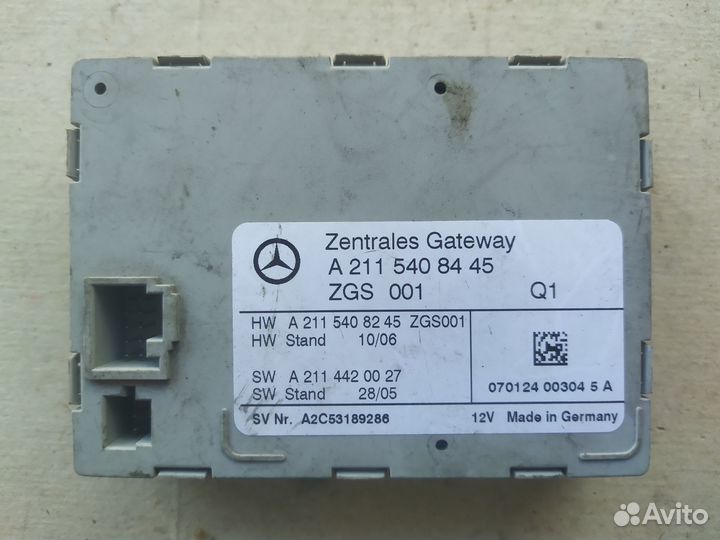 Zentrales Gateway
A 211 540 84 45
ZGS 001 Q1
HW A 211 540 82 45 ZGS001
HW Stand 10/06
SW A 211 442 00 27
SW Stand 28/05
070124 00304 5 A
SV Nr. A2C53189286 12V Made in Germany
Avito